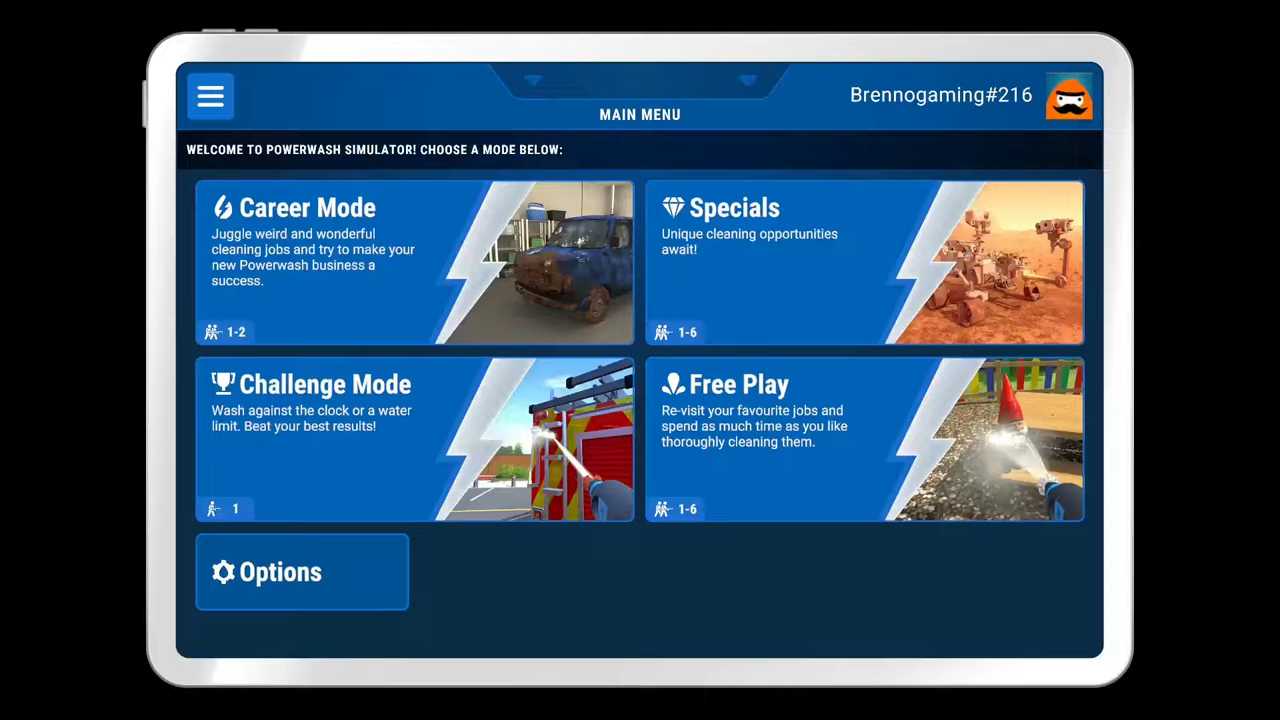 Brennogaming#216
MAIN MENU
WELCOME TO POWERWASH SIMULATOR! CHOOSE A MODE BELOW:
Career Mode
Juggle weird and wonderful
cleaning jobs and try to make your
new Powerwash business a
success.
1-2
Specials
Unique cleaning opportunities
await!
1-6
Challenge Mode
Wash against the clock or a water
limit. Beat your best results!
1
Free Play
Re-visit your favourite jobs and
spend as much time as you like
thoroughly cleaning them.
1-6
Options